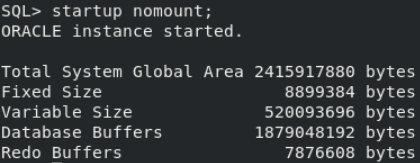 SQL> startup nomount;
ORACLE instance started.

Total System Global Area 2415917880 bytes
Fixed Size                  8899384 bytes
Variable Size             520093696 bytes
Database Buffers         1879048192 bytes
Redo Buffers                7876608 bytes